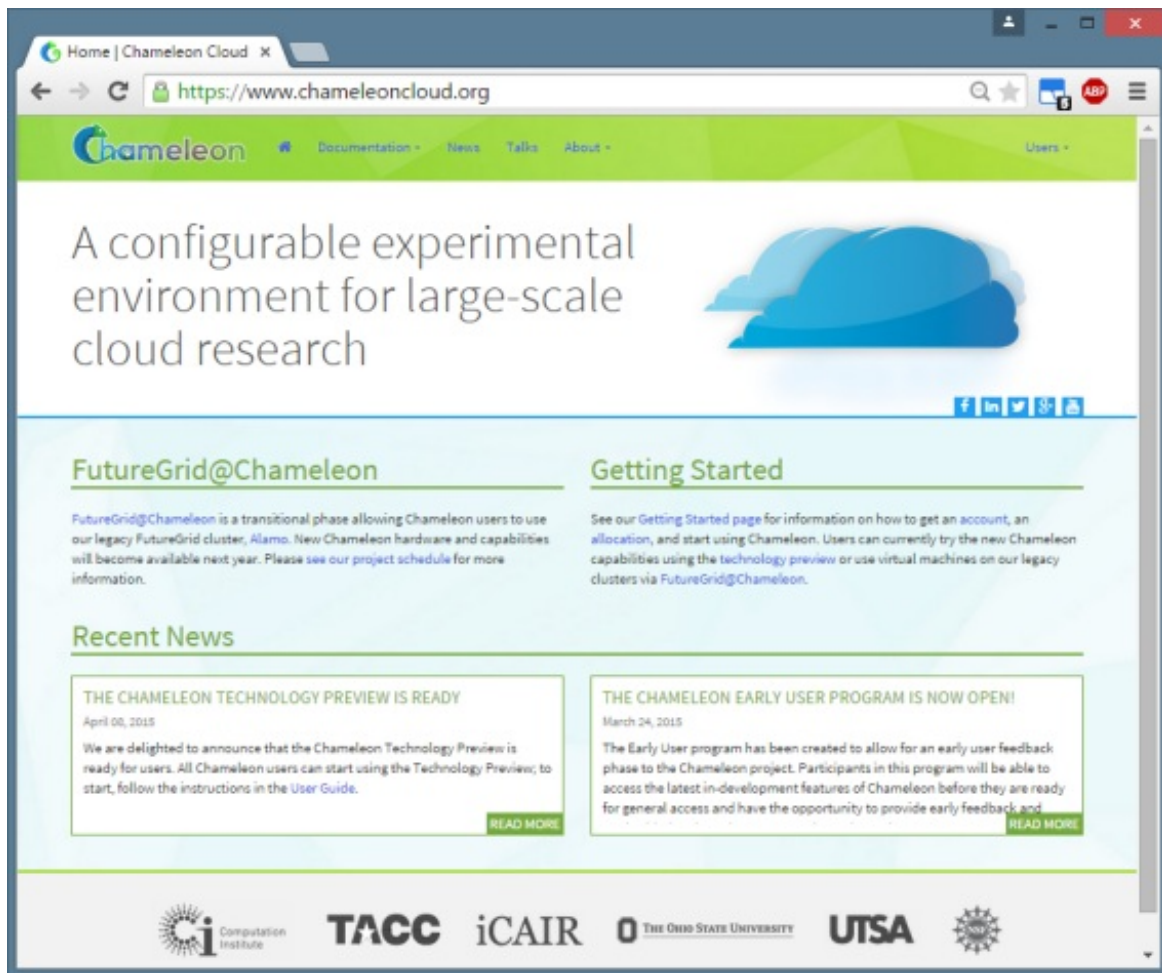 Home | Chameleon Cloud
https://www.chameleoncloud.org
ABP
6
Chameleon
Documentation
News
Talks
About
Users
A configurable experimental
environment for large-scale
cloud research
FutureGrid@Chameleon
FutureGrid@Chameleon is a transitional phase allowing Chameleon users to use
our legacy FutureGrid cluster, Alamo. New Chameleon hardware and capabilities
will become available next year. Please see our project schedule for more
information.
Getting Started
See our Getting Started page for information on how to get an account, an
allocation, and start using Chameleon. Users can currently try the new Chameleon
capabilities using the technology preview or use virtual machines on our legacy
clusters via FutureGrid@Chameleon.
Recent News
THE CHAMELEON TECHNOLOGY PREVIEW IS READY
April 08, 2015
We are delighted to announce that the Chameleon Technology Preview is
ready for users. All Chameleon users can start using the Technology Preview; to
start, follow the instructions in the User Guide.
READ MORE
THE CHAMELEON EARLY USER PROGRAM IS NOW OPEN!
March 24, 2015
The Early User program has been created to allow for an early user feedback
phase to the Chameleon project. Participants in this program will be able to
access the latest in-development features of Chameleon before they are ready
for general access and have the opportunity to provide early feedback and
READ MORE
Ci Computation
Institute
TACC
iCAIR
THE OHIO STATE UNIVERSITY
UTSA
NSF